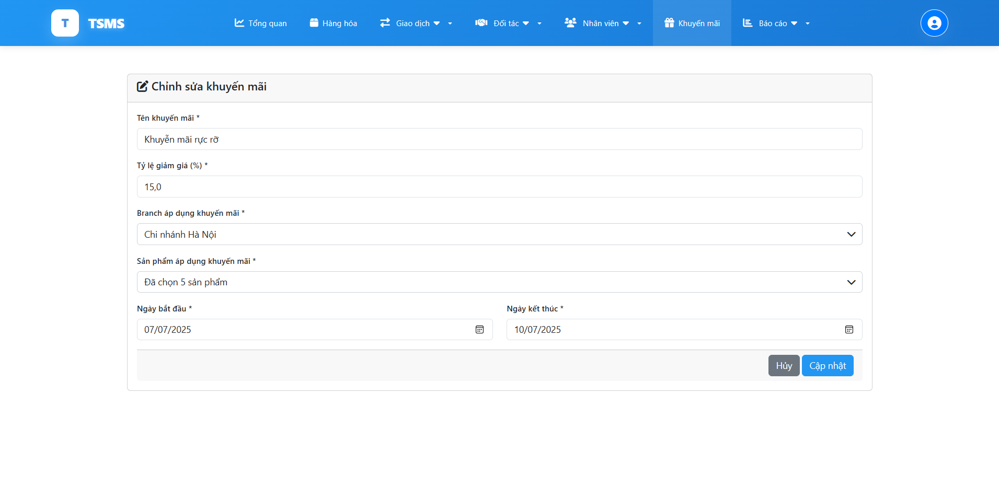 T TSMS Tổng quan Hàng hóa Giao dịch Đối tác Nhân viên Khuyến mãi Báo cáo
Chỉnh sửa khuyến mãi
Tên khuyến mãi *
Khuyễn mãi rực rỡ
Tỷ lệ giảm giá (%) *
15,0
Branch áp dụng khuyến mãi *
Chi nhánh Hà Nội
Sản phẩm áp dụng khuyến mãi *
Đã chọn 5 sản phẩm
Ngày bắt đầu * Ngày kết thúc *
07/07/2025 10/07/2025
Hủy Cập nhật